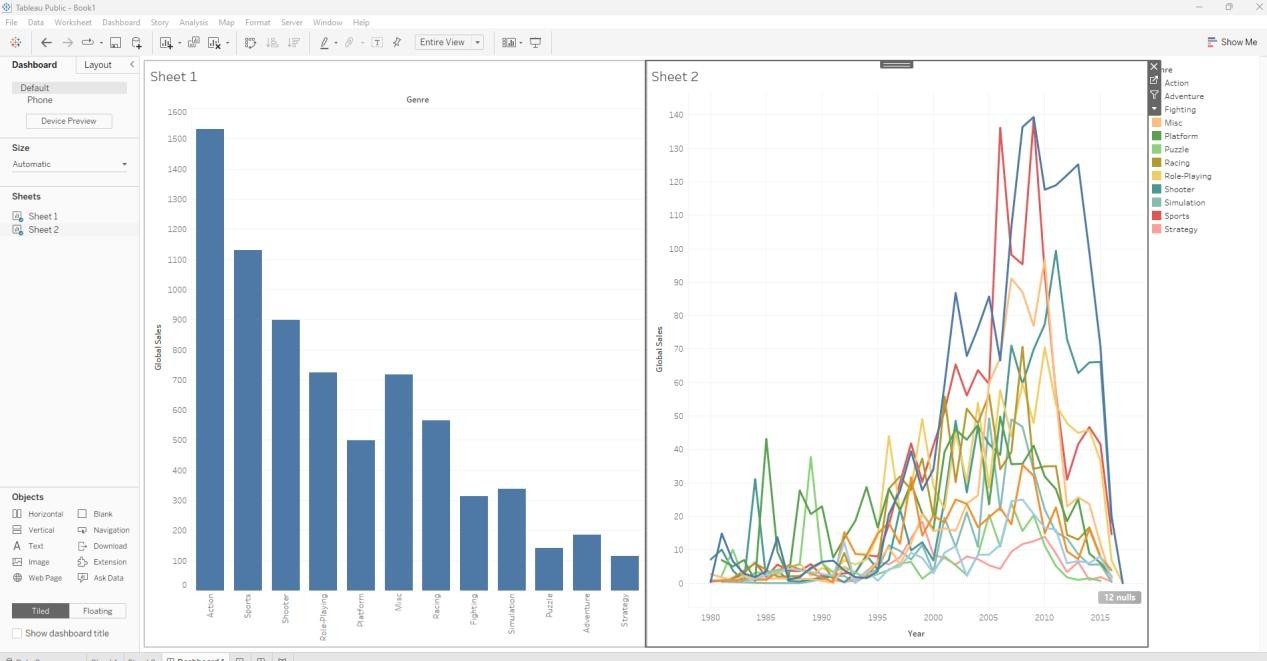 Tableau Public - Book1
File Data Worksheet Dashboard Story Analysis Map Format Server Window Help
Entire View
Show Me
Dashboard Layout
Default
Phone
Device Preview
Size
Automatic
Sheets
Sheet 1
Sheet 2
Objects
Horizontal Blank
Vertical Navigation
Text Download
Image Extension
Web Page Ask Data
Tiled Floating
Show dashboard title
Sheet 1
Genre
1600
1500
1400
1300
1200
1100
1000
900
800
700
600
500
400
300
200
100
0
Global Sales
Action Sports Shooter Role-Playing Platform Misc Racing Fighting Simulation Puzzle Adventure Strategy
Sheet 2
140
130
120
110
100
90
80
70
60
50
40
30
20
10
0
Global Sales
12 nulls
1980 1985 1990 1995 2000 2005 2010 2015
Year
Action
Adventure
Fighting
Misc
Platform
Puzzle
Racing
Role-Playing
Shooter
Simulation
Sports
Strategy